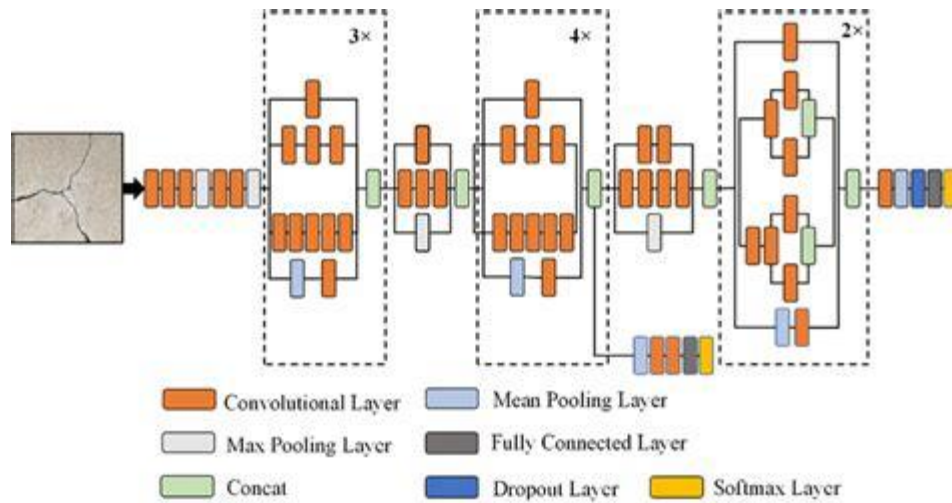 3× 4× 2×
Convolutional Layer Mean Pooling Layer
Max Pooling Layer Fully Connected Layer
Concat Dropout Layer Softmax Layer